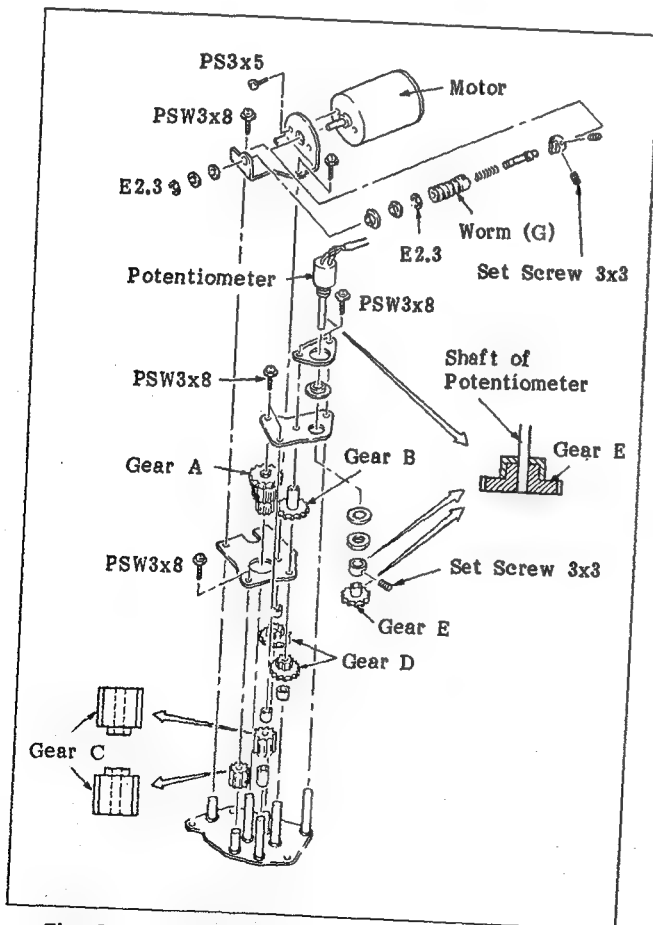 PS3x5
Motor
PSW3x8
E2.3
Worm (G)
E2.3
Set Screw 3x3
Potentiometer
PSW3x8
Shaft of
Potentiometer
PSW3x8
Gear E
Gear A
Gear B
PSW3x8
Set Screw 3x3
Gear E
Gear D
Gear C